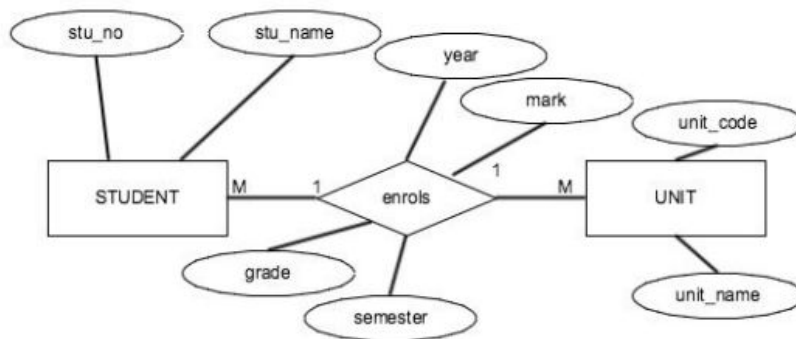 stu_no
stu_name
year
mark
unit_code
STUDENT
M
1
enrols
1
M
UNIT
grade
semester
unit_name